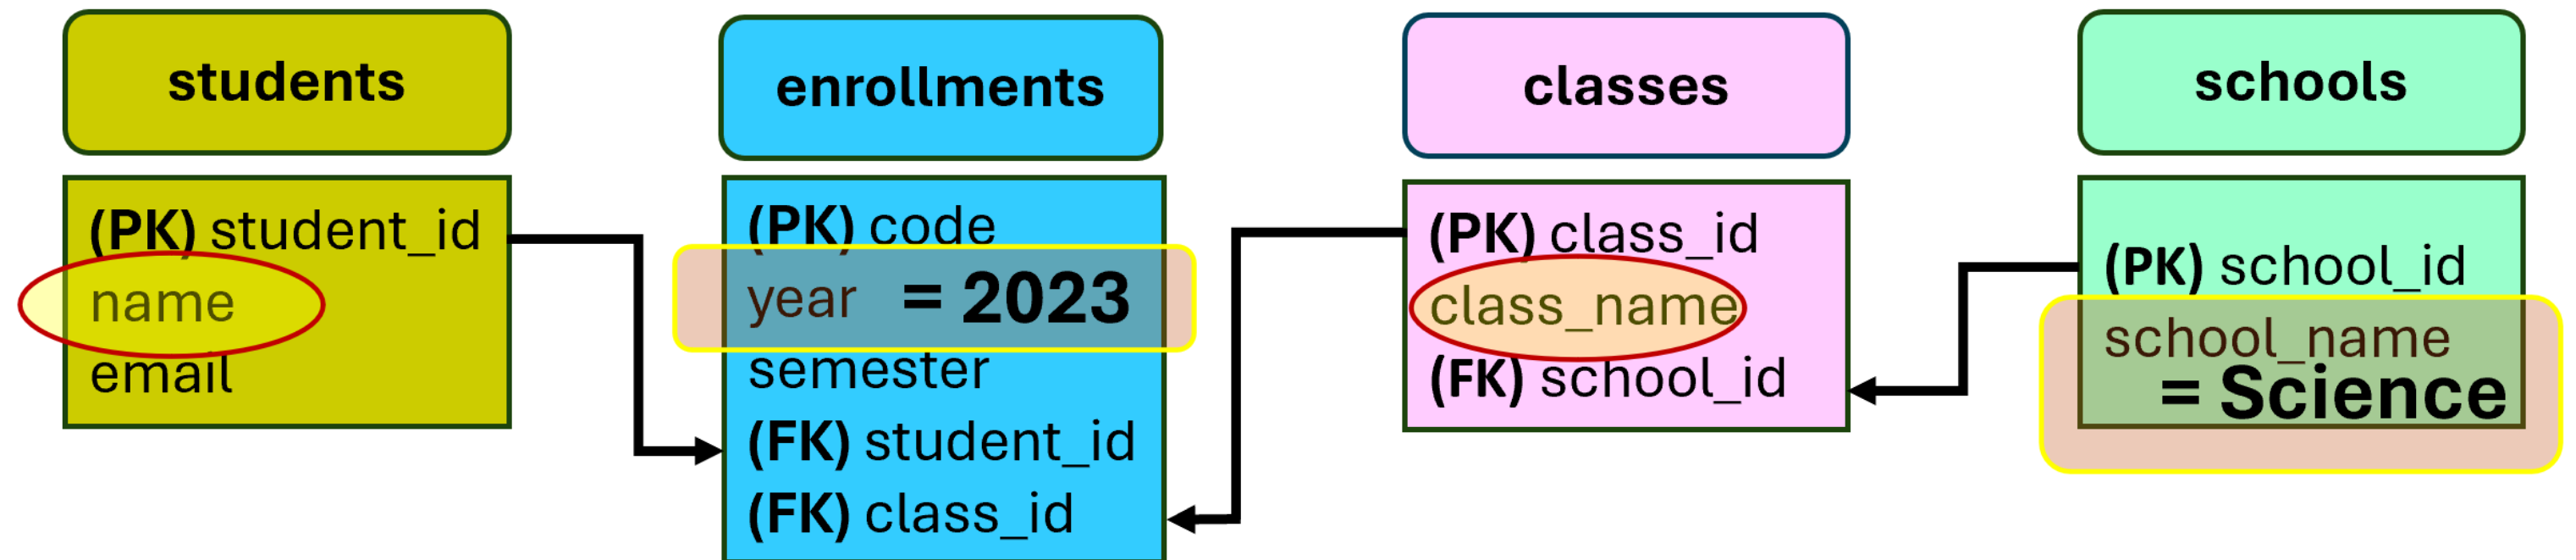 students
(PK) student_id
name
email
enrollments
(PK) code
year = 2023
semester
(FK) student_id
(FK) class_id
classes
(PK) class_id
class_name
(FK) school_id
schools
(PK) school_id
school_name
= Science